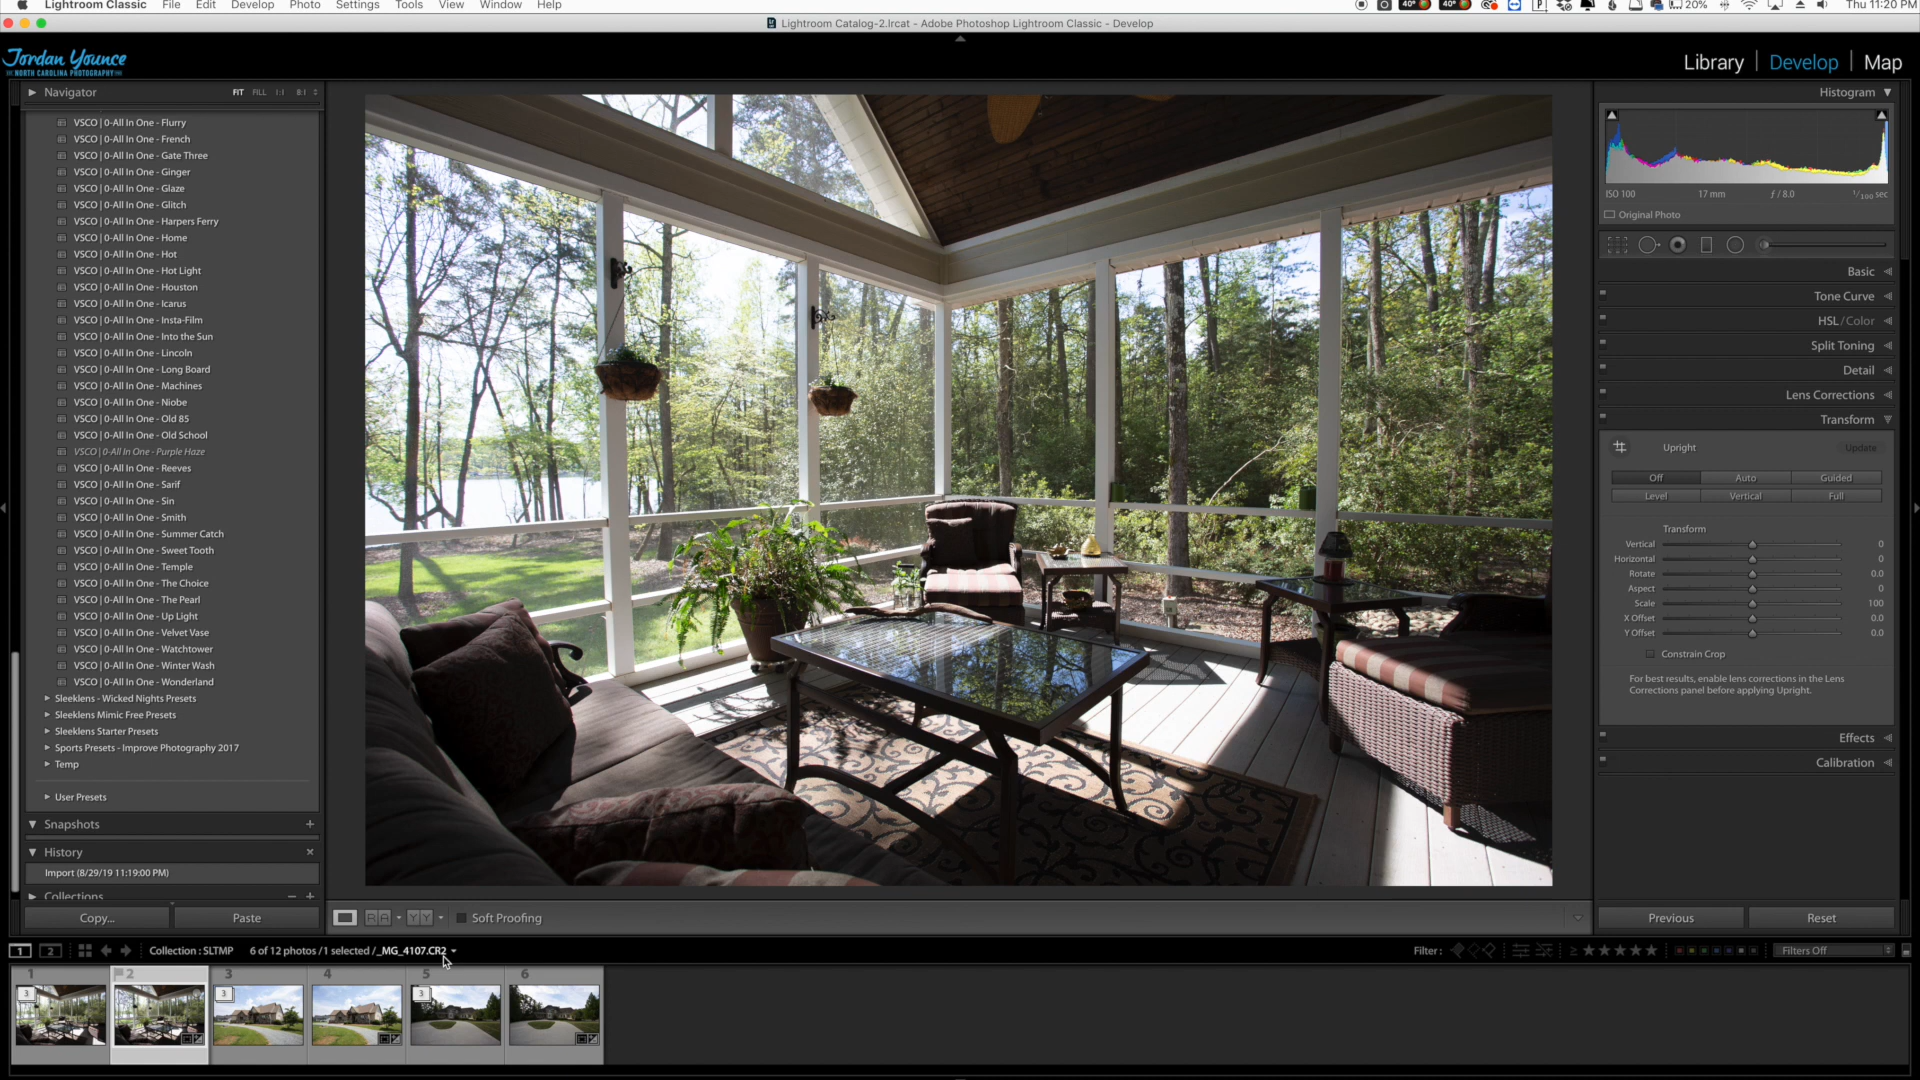 Lightroom Classic File Edit Develop Photo Settings Tools View Window Help 40° 40° 20% Thu 11:20 PM
Lightroom Catalog-2.lrcat - Adobe Photoshop Lightroom Classic - Develop
Jordan Younce
NORTH CAROLINA PHOTOGRAPHY
Library | Develop | Map
Navigator FIT FILL 1:1 8:1
VSCO | 0-All In One - Flurry
VSCO | 0-All In One - French
VSCO | 0-All In One - Gate Three
VSCO | 0-All In One - Ginger
VSCO | 0-All In One - Glaze
VSCO | 0-All In One - Glitch
VSCO | 0-All In One - Harpers Ferry
VSCO | 0-All In One - Home
VSCO | 0-All In One - Hot
VSCO | 0-All In One - Hot Light
VSCO | 0-All In One - Houston
VSCO | 0-All In One - Icarus
VSCO | 0-All In One - Insta-Film
VSCO | 0-All In One - Into the Sun
VSCO | 0-All In One - Lincoln
VSCO | 0-All In One - Long Board
VSCO | 0-All In One - Machines
VSCO | 0-All In One - Niobe
VSCO | 0-All In One - Old 85
VSCO | 0-All In One - Old School
VSCO | 0-All In One - Purple Haze
VSCO | 0-All In One - Reeves
VSCO | 0-All In One - Sarif
VSCO | 0-All In One - Sin
VSCO | 0-All In One - Smith
VSCO | 0-All In One - Summer Catch
VSCO | 0-All In One - Sweet Tooth
VSCO | 0-All In One - Temple
VSCO | 0-All In One - The Choice
VSCO | 0-All In One - The Pearl
VSCO | 0-All In One - Up Light
VSCO | 0-All In One - Velvet Vase
VSCO | 0-All In One - Watchtower
VSCO | 0-All In One - Winter Wash
VSCO | 0-All In One - Wonderland
Sleeklens - Wicked Nights Presets
Sleeklens Mimic Free Presets
Sleeklens Starter Presets
Sports Presets - Improve Photography 2017
Temp
User Presets
Snapshots +
History ×
Import (8/29/19 11:19:00 PM)
Collections − +
Copy... Paste
Histogram
ISO 100 17 mm ƒ / 8.0 1/100 sec
Original Photo
Basic
Tone Curve
HSL / Color
Split Toning
Detail
Lens Corrections
Transform
Upright Update
Off Auto Guided
Level Vertical Full
Transform
Vertical 0
Horizontal 0
Rotate 0.0
Aspect 0
Scale 100
X Offset 0.0
Y Offset 0.0
Constrain Crop
For best results, enable lens corrections in the Lens
Corrections panel before applying Upright.
Effects
Calibration
Previous Reset
R A Y Y Soft Proofing
1 2 Collection : SLTMP 6 of 12 photos / 1 selected / _MG_4107.CR2 Filter : ≥ ★★★★★ Filters Off
1 2 3 4 5 6
3 3 3